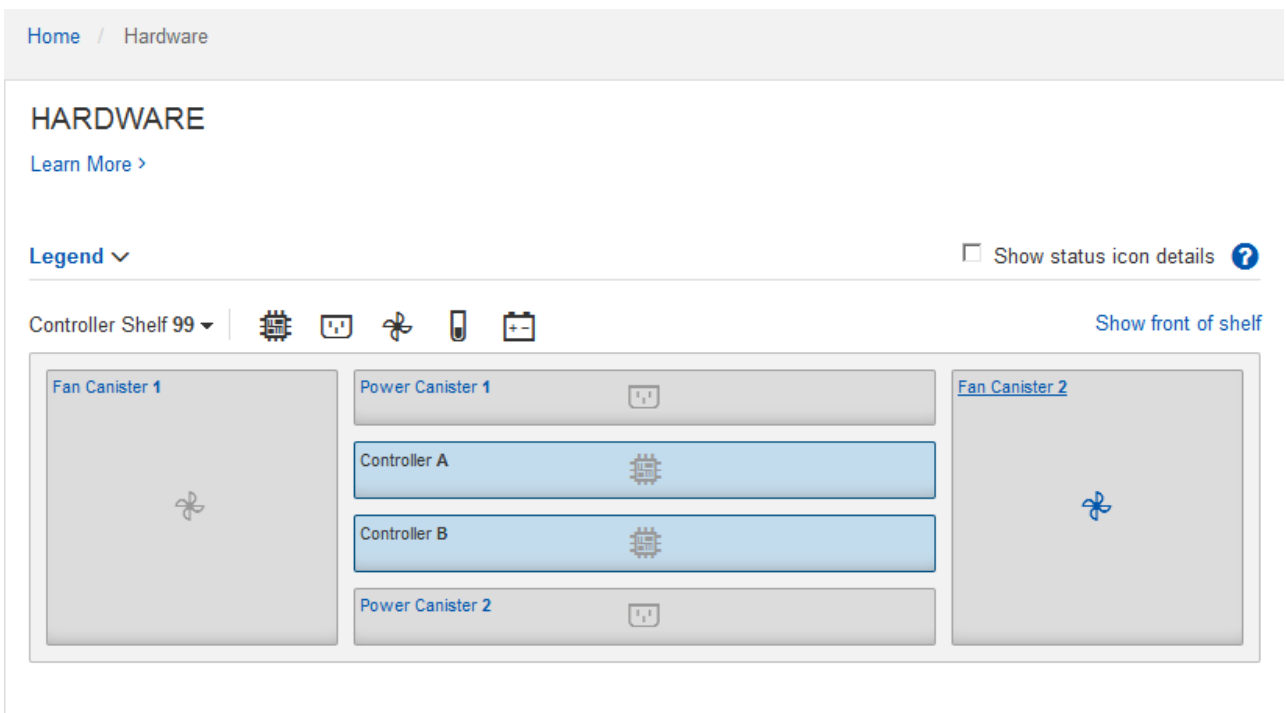 Home / Hardware
HARDWARE
Learn More >
Legend
Show status icon details ?
Controller Shelf 99
Show front of shelf
Fan Canister 1
Power Canister 1
Fan Canister 2
Controller A
Controller B
Power Canister 2